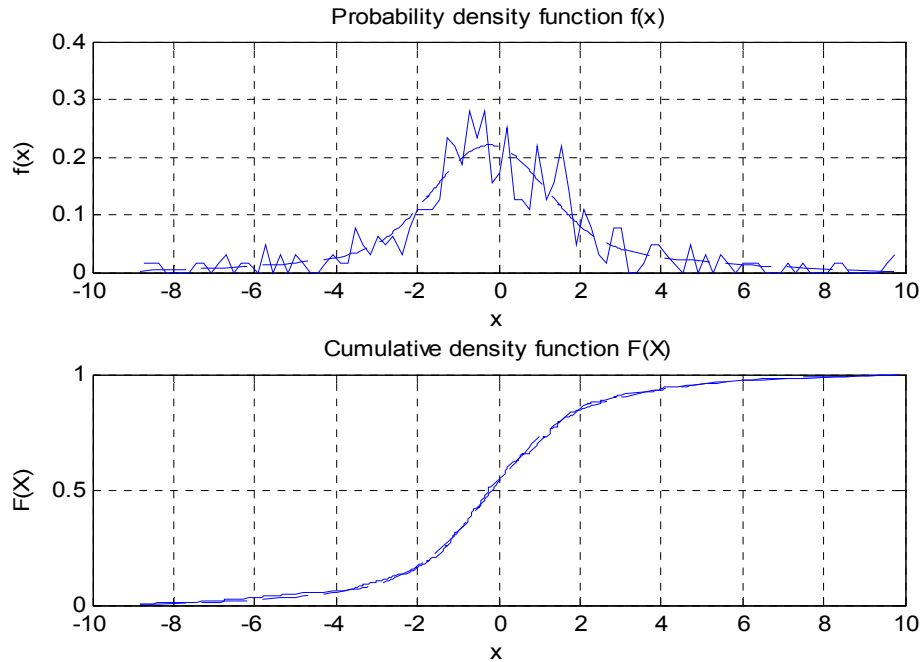 Probability density function f(x)
0.4
0.3
0.2
0.1
0
f(x)
-10 -8 -6 -4 -2 0 2 4 6 8 10
x
Cumulative density function F(X)
1
0.5
0
F(X)
-10 -8 -6 -4 -2 0 2 4 6 8 10
x